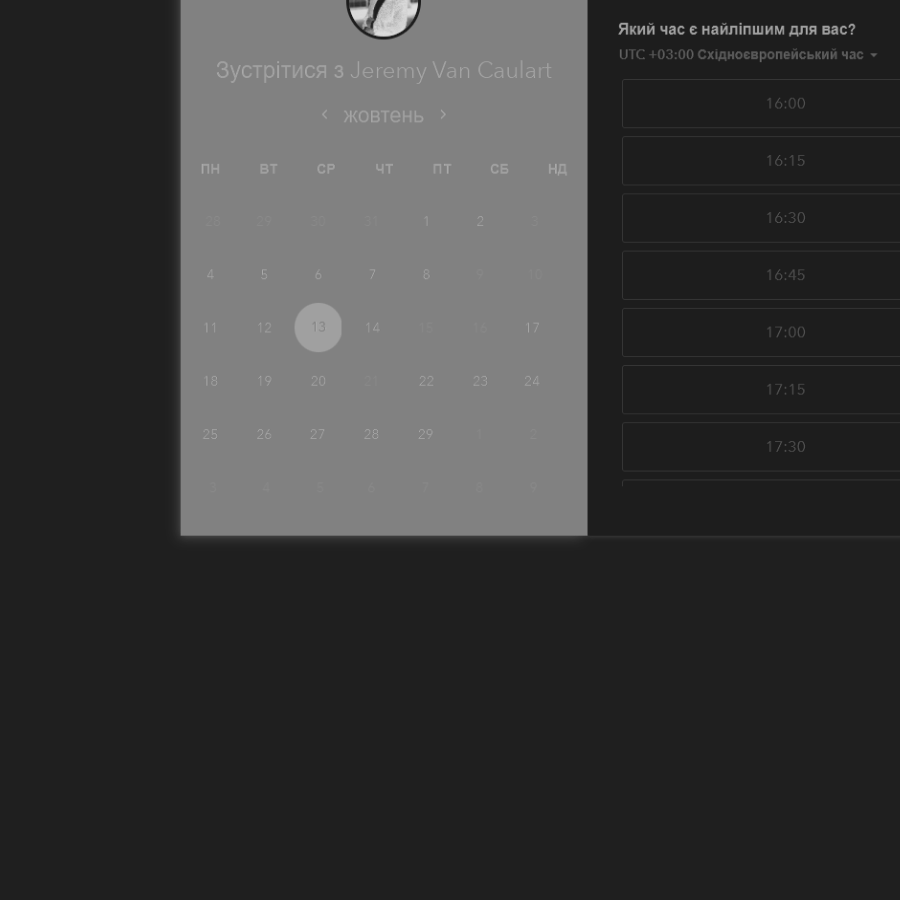 Зустрітися з Jeremy Van Caulart
жовтень
ПН ВТ СР ЧТ ПТ СБ НД
28 29 30 31 1 2 3
4 5 6 7 8 9 10
11 12 13 14 15 16 17
18 19 20 21 22 23 24
25 26 27 28 29 1 2
3 4 5 6 7 8 9
Який час є найліпшим для вас?
UTC +03:00 Східноєвропейський час
16:00
16:15
16:30
16:45
17:00
17:15
17:30